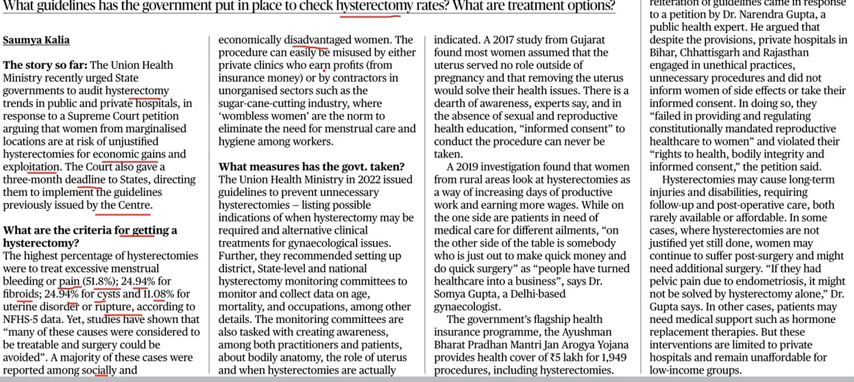 What guidelines has the government put in place to check hysterectomy rates? What are treatment options?
Saumya Kalia
The story so far: The Union Health
Ministry recently urged State
governments to audit hysterectomy
trends in public and private hospitals, in
response to a Supreme Court petition
arguing that women from marginalised
locations are at risk of unjustified
hysterectomies for economic gains and
exploitation. The Court also gave a
three-month deadline to States, directing
them to implement the guidelines
previously issued by the Centre.
What are the criteria for getting a
hysterectomy?
The highest percentage of hysterectomies
were to treat excessive menstrual
bleeding or pain (51.8%); 24.94% for
fibroids; 24.94% for cysts and 11.08% for
uterine disorder or rupture, according to
NFHS-5 data. Yet, studies have shown that
“many of these causes were considered to
be treatable and surgery could be
avoided”. A majority of these cases were
reported among socially and
economically disadvantaged women. The
procedure can easily be misused by either
private clinics who earn profits (from
insurance money) or by contractors in
unorganised sectors such as the
sugar-cane-cutting industry, where
‘wombless women’ are the norm to
eliminate the need for menstrual care and
hygiene among workers.
What measures has the govt. taken?
The Union Health Ministry in 2022 issued
guidelines to prevent unnecessary
hysterectomies — listing possible
indications of when hysterectomy may be
required and alternative clinical
treatments for gynaecological issues.
Further, they recommended setting up
district, State-level and national
hysterectomy monitoring committees to
monitor and collect data on age,
mortality, and occupations, among other
details. The monitoring committees are
also tasked with creating awareness,
among both practitioners and patients,
about bodily anatomy, the role of uterus
and when hysterectomies are actually
indicated. A 2017 study from Gujarat
found most women assumed that the
uterus served no role outside of
pregnancy and that removing the uterus
would solve their health issues. There is a
dearth of awareness, experts say, and in
the absence of sexual and reproductive
health education, “informed consent” to
conduct the procedure can never be
taken.
A 2019 investigation found that women
from rural areas look at hysterectomies as
a way of increasing days of productive
work and earning more wages. While on
the one side are patients in need of
medical care for different ailments, “on
the other side of the table is somebody
who is just out to make quick money and
do quick surgery” as “people have turned
healthcare into a business”, says Dr.
Somya Gupta, a Delhi-based
gynaecologist.
The government’s flagship health
insurance programme, the Ayushman
Bharat Pradhan Mantri Jan Arogya Yojana
provides health cover of ₹5 lakh for 1,949
procedures, including hysterectomies.
reiteration of guidelines came in response
to a petition by Dr. Narendra Gupta, a
public health expert. He argued that
despite the provisions, private hospitals in
Bihar, Chhattisgarh and Rajasthan
engaged in unethical practices,
unnecessary procedures and did not
inform women of side effects or take their
informed consent. In doing so, they
“failed in providing and regulating
constitutionally mandated reproductive
healthcare to women” and violated their
“rights to health, bodily integrity and
informed consent,” the petition said.
Hysterectomies may cause long-term
injuries and disabilities, requiring
follow-up and post-operative care, both
rarely available or affordable. In some
cases, where hysterectomies are not
justified yet still done, women may
continue to suffer post-surgery and might
need additional surgery. “If they had
pelvic pain due to endometriosis, it might
not be solved by hysterectomy alone,” Dr.
Gupta says. In other cases, patients may
need medical support such as hormone
replacement therapies. But these
interventions are limited to private
hospitals and remain unaffordable for
low-income groups.